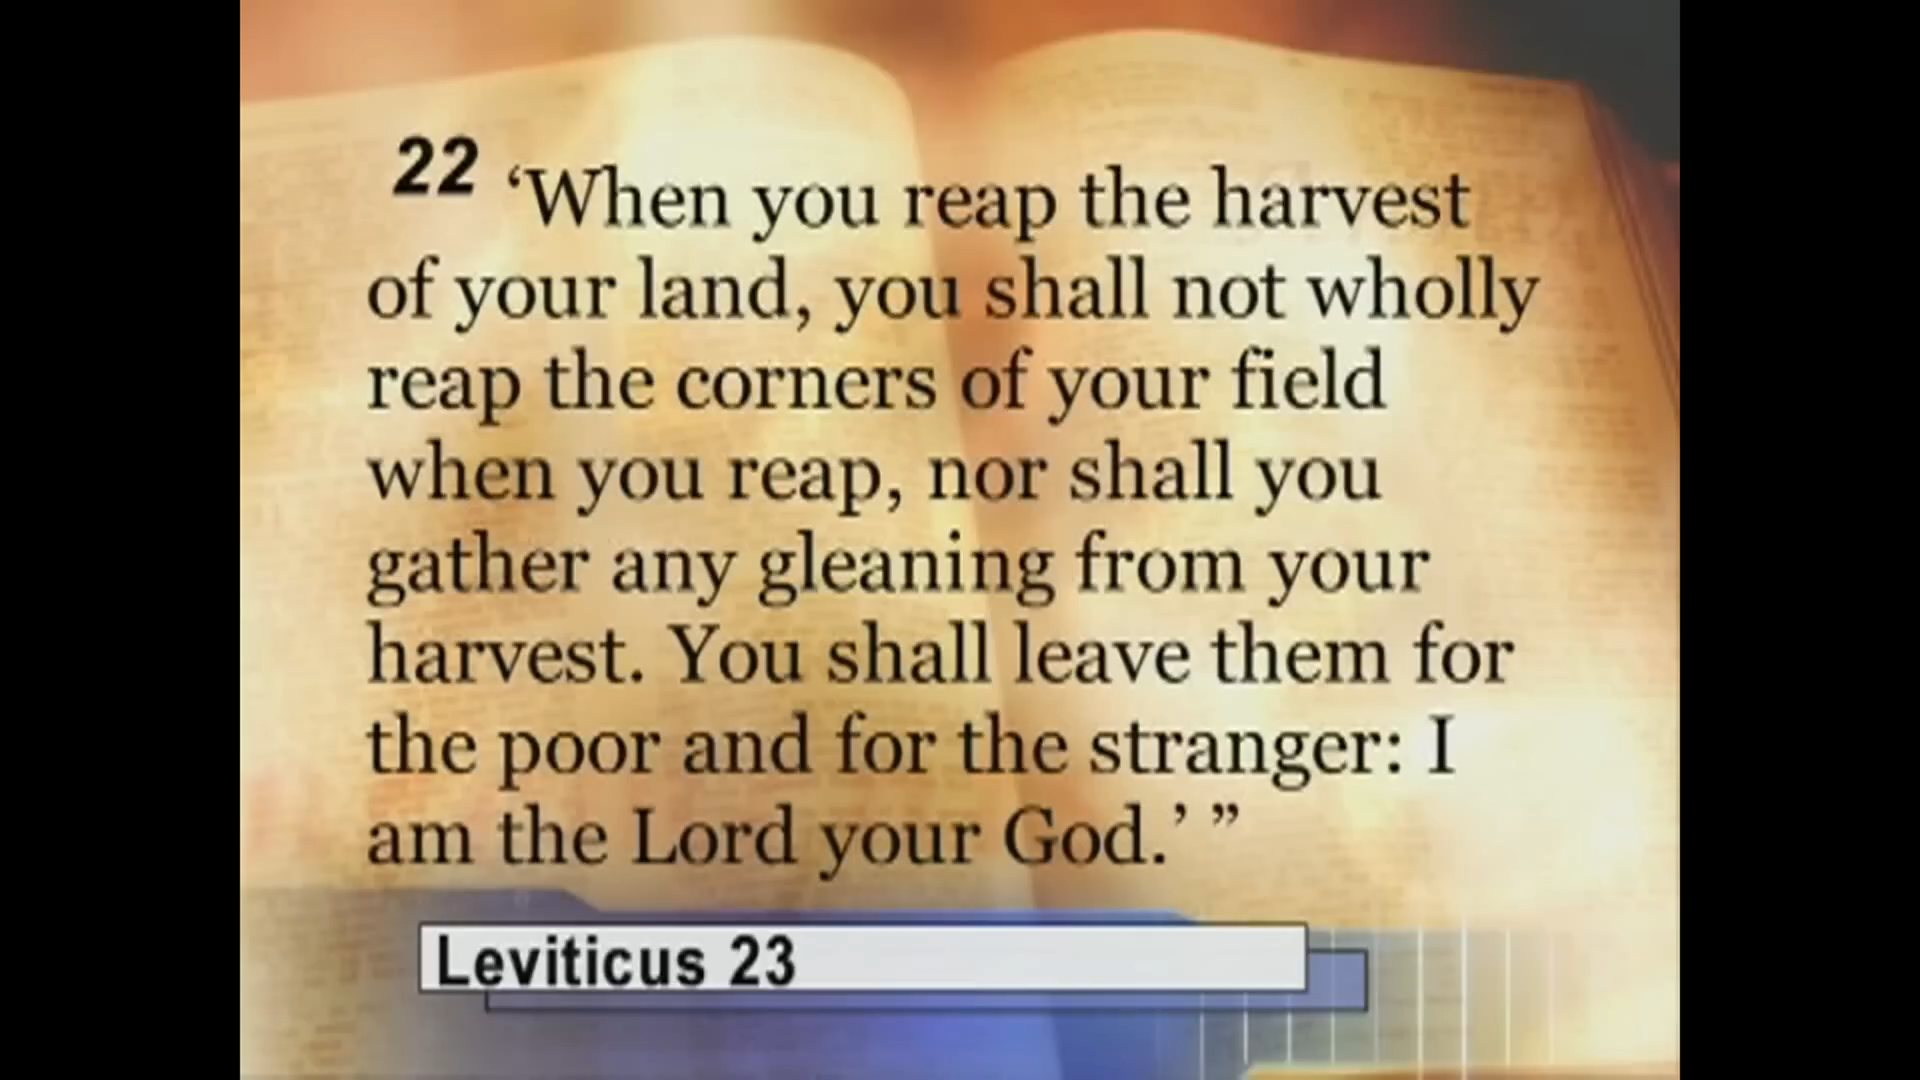 22 ‘When you reap the harvest
of your land, you shall not wholly
reap the corners of your field
when you reap, nor shall you
gather any gleaning from your
harvest. You shall leave them for
the poor and for the stranger: I
am the Lord your God.’ ”
Leviticus 23